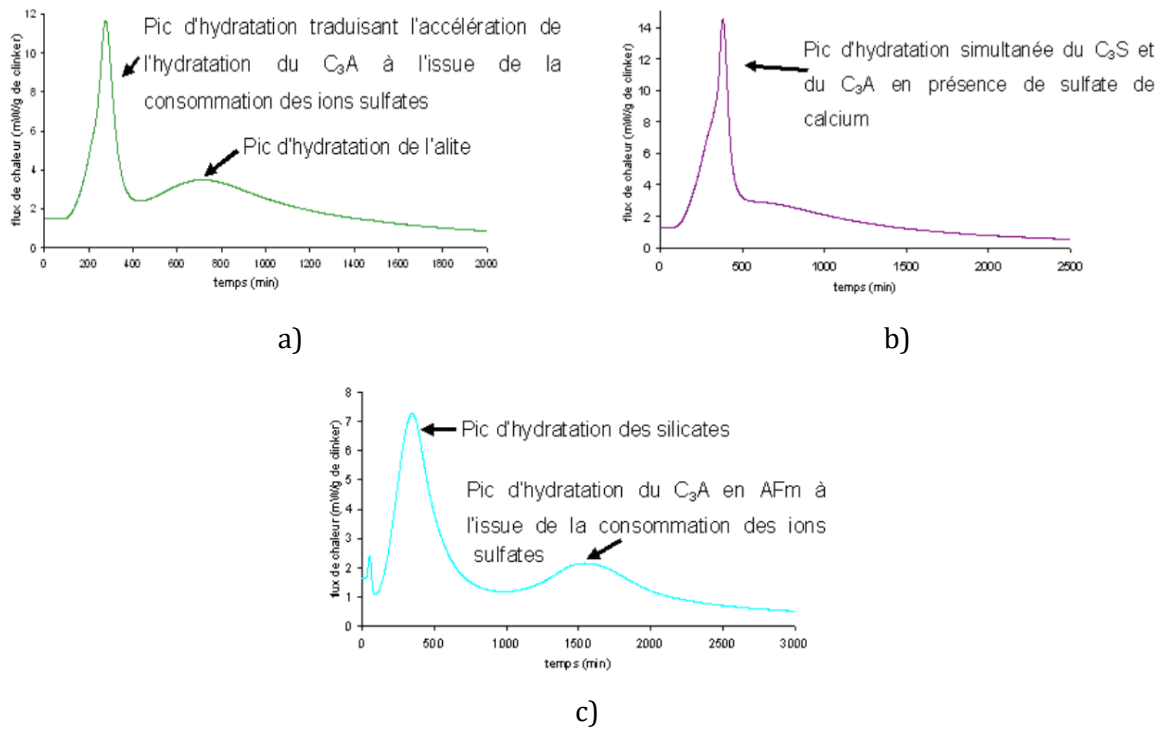 12
10
8
6
4
2
0
flux de chaleur (mW/g de clinker)
Pic d'hydratation traduisant l'accélération de
l'hydratation du C₃A à l'issue de la
consommation des ions sulfates
Pic d'hydratation de l'alite
0 200 400 600 800 1000 1200 1400 1600 1800 2000
temps (min)
a)
14
12
10
8
6
4
2
0
flux de chaleur (mW/g de clinker)
Pic d'hydratation simultanée du C₃S et
du C₃A en présence de sulfate de
calcium
0 500 1000 1500 2000 2500
temps (min)
b)
8
7
6
5
4
3
2
1
0
flux de chaleur (mW/g de clinker)
Pic d'hydratation des silicates
Pic d'hydratation du C₃A en AFm à
l'issue de la consommation des ions
sulfates
0 500 1000 1500 2000 2500 3000
temps (min)
c)